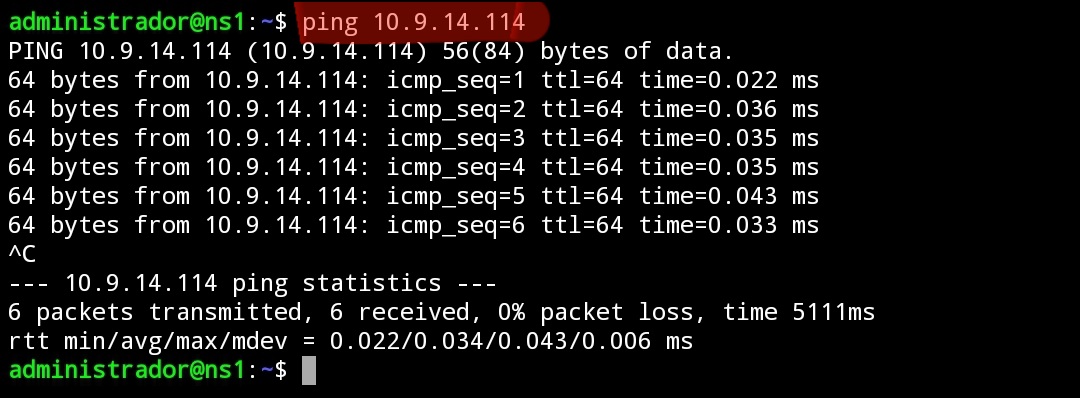 administrador@ns1:~$ ping 10.9.14.114
PING 10.9.14.114 (10.9.14.114) 56(84) bytes of data.
64 bytes from 10.9.14.114: icmp_seq=1 ttl=64 time=0.022 ms
64 bytes from 10.9.14.114: icmp_seq=2 ttl=64 time=0.036 ms
64 bytes from 10.9.14.114: icmp_seq=3 ttl=64 time=0.035 ms
64 bytes from 10.9.14.114: icmp_seq=4 ttl=64 time=0.035 ms
64 bytes from 10.9.14.114: icmp_seq=5 ttl=64 time=0.043 ms
64 bytes from 10.9.14.114: icmp_seq=6 ttl=64 time=0.033 ms
^C
--- 10.9.14.114 ping statistics ---
6 packets transmitted, 6 received, 0% packet loss, time 5111ms
rtt min/avg/max/mdev = 0.022/0.034/0.043/0.006 ms
administrador@ns1:~$